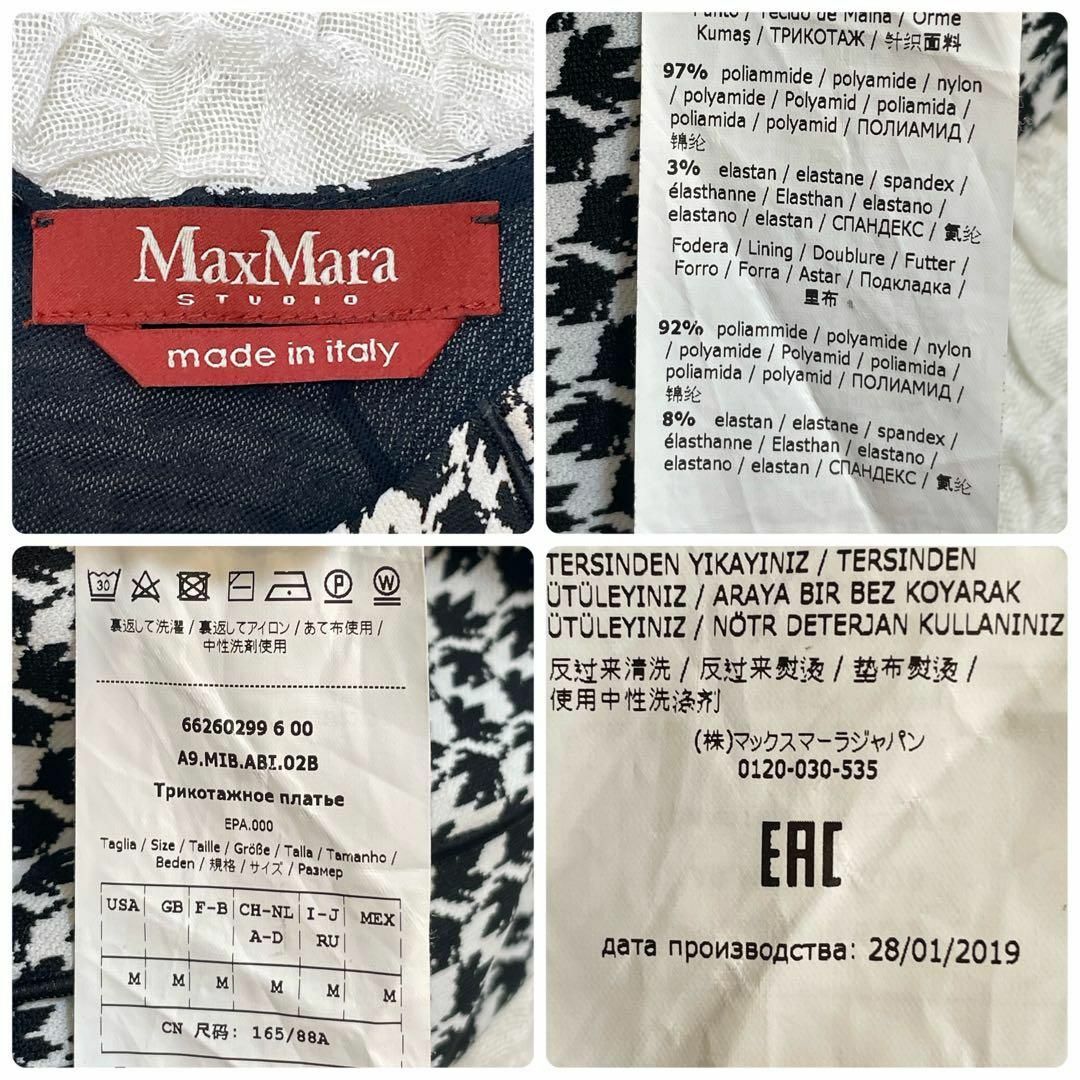 MaxMara
STUDIO
made in italy
Punto / Tecido de Malha / Orme
Kumaş / ТРИКОТАЖ / 针织面料
97% poliammide / polyamide / nylon
/ polyamide / Polyamid / poliamida /
poliamida / polyamid / ПОЛИАМИД /
锦纶
3% elastan / elastane / spandex /
élasthanne / Elasthan / elastano /
elastano / elastan / СПАНДЕКС / 氨纶
Fodera / Lining / Doublure / Futter /
Forro / Forra / Astar / Подкладка /
里布
92% poliammide / polyamide / nylon
/ polyamide / Polyamid / poliamida /
poliamida / polyamid / ПОЛИАМИД /
锦纶
8% elastan / elastane / spandex /
élasthanne / Elasthan / elastano /
elastano / elastan / СПАНДЕКС / 氨纶
30 P W
裏返して洗濯 / 裏返してアイロン / あて布使用 /
中性洗剤使用
66260299 6 00
A9.MIB.ABI.02B
Трикотажное платье
EPA.000
Taglia / Size / Taille / Größe / Talla / Tamanho /
Beden / 規格 / サイズ / Размер
USA GB F-B CH-NL I-J MEX
A-D RU
M M M M M M
CN 尺码: 165/88A
TERSINDEN YIKAYINIZ / TERSINDEN
ÜTÜLEYINIZ / ARAYA BIR BEZ KOYARAK
ÜTÜLEYINIZ / NÖTR DETERJAN KULLANINIZ
反过来清洗 / 反过来熨烫 / 垫布熨烫 /
使用中性洗涤剂
(株)マックスマーラジャパン
0120-030-535
EAC
дата производства: 28/01/2019